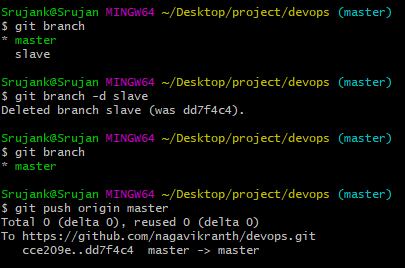 Srujank@Srujan MINGW64 ~/Desktop/project/devops (master)
$ git branch
* master
  slave
Srujank@Srujan MINGW64 ~/Desktop/project/devops (master)
$ git branch -d slave
Deleted branch slave (was dd7f4c4).
Srujank@Srujan MINGW64 ~/Desktop/project/devops (master)
$ git branch
* master
Srujank@Srujan MINGW64 ~/Desktop/project/devops (master)
$ git push origin master
Total 0 (delta 0), reused 0 (delta 0)
To https://github.com/nagavikranth/devops.git
   cce209e..dd7f4c4  master -> master